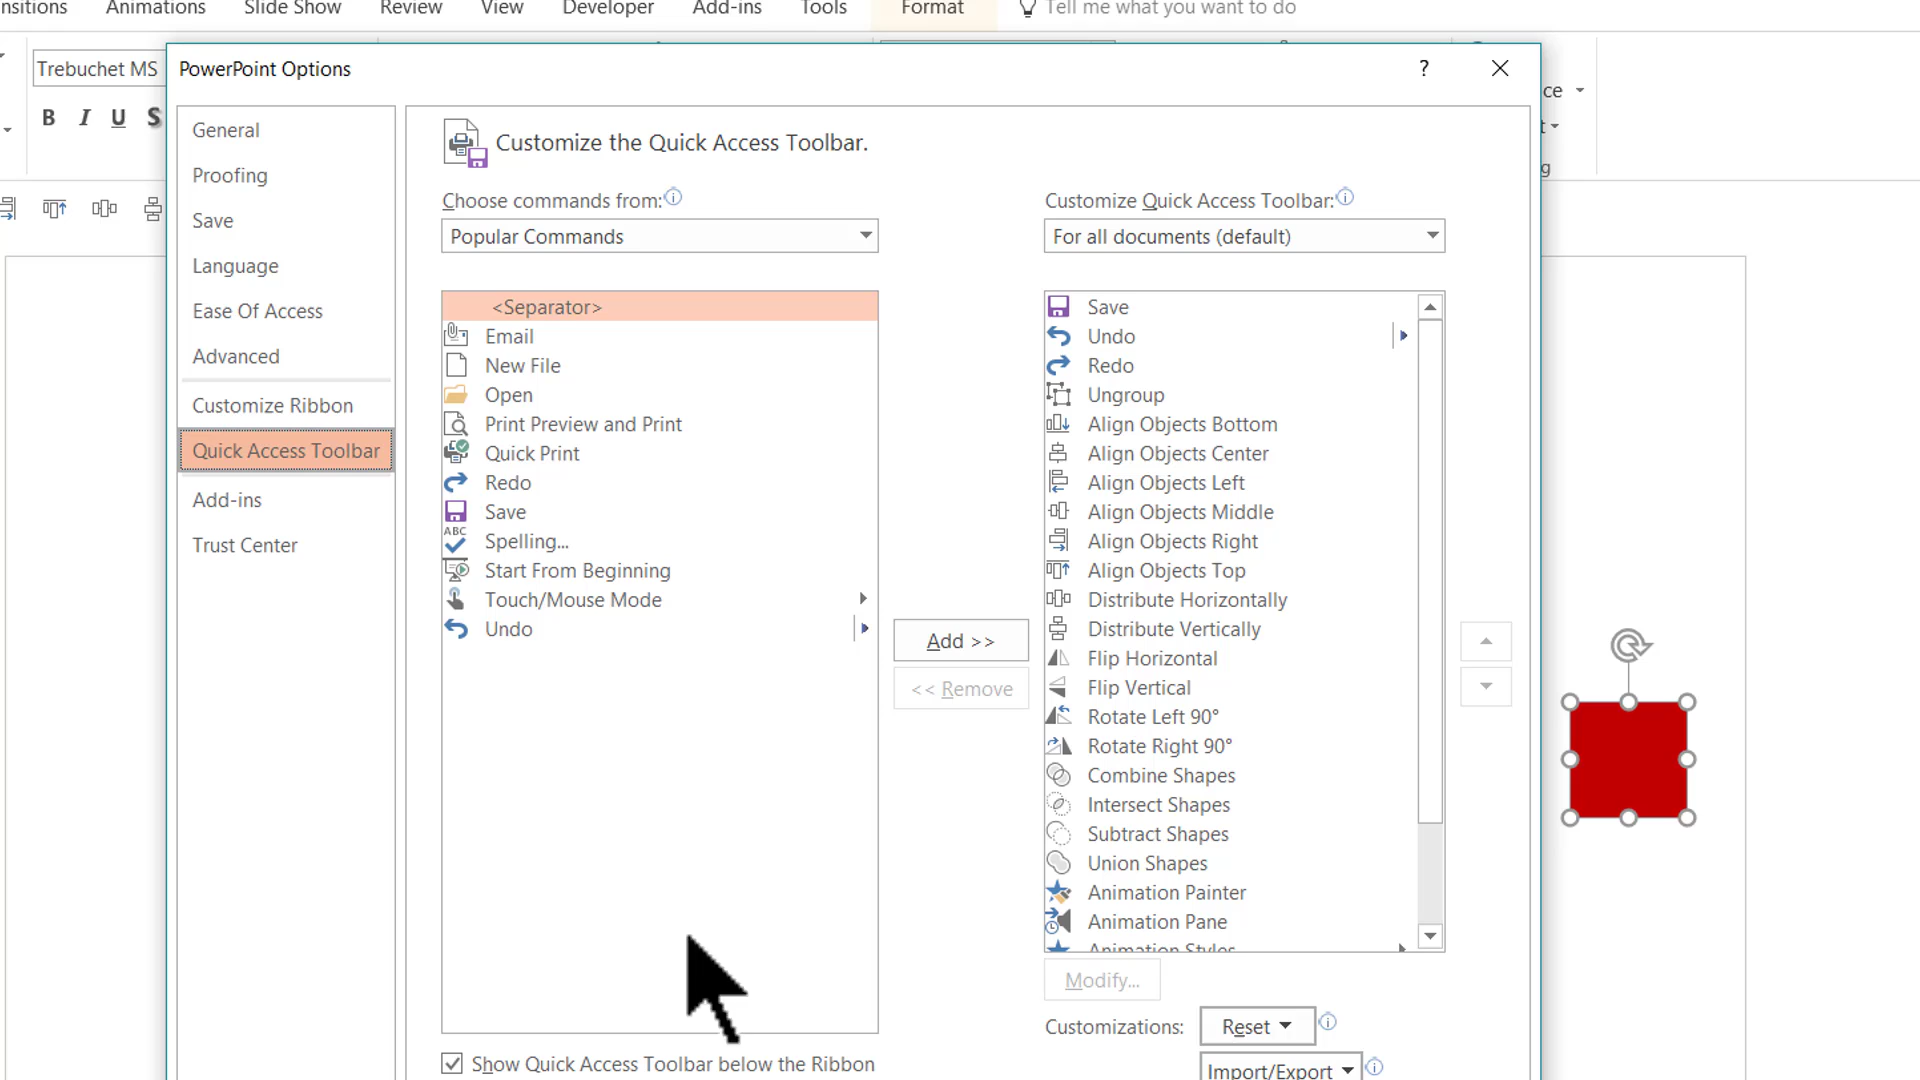 nsitions Animations Slide Show Review View Developer Add-ins Tools Format Tell me what you want to do
Trebuchet MS
B I U S
PowerPoint Options
?
General
Proofing
Save
Language
Ease Of Access
Advanced
Customize Ribbon
Quick Access Toolbar
Add-ins
Trust Center
Customize the Quick Access Toolbar.
Choose commands from:
Popular Commands
<Separator>
Email
New File
Open
Print Preview and Print
Quick Print
Redo
Save
ABC
Spelling...
Start From Beginning
Touch/Mouse Mode
Undo
Add >>
<< Remove
Show Quick Access Toolbar below the Ribbon
Customize Quick Access Toolbar:
For all documents (default)
Save
Undo
Redo
Ungroup
Align Objects Bottom
Align Objects Center
Align Objects Left
Align Objects Middle
Align Objects Right
Align Objects Top
Distribute Horizontally
Distribute Vertically
Flip Horizontal
Flip Vertical
Rotate Left 90°
Rotate Right 90°
Combine Shapes
Intersect Shapes
Subtract Shapes
Union Shapes
Animation Painter
Animation Pane
Animation Styles
Modify...
Customizations: Reset
Import/Export
ce
t
g